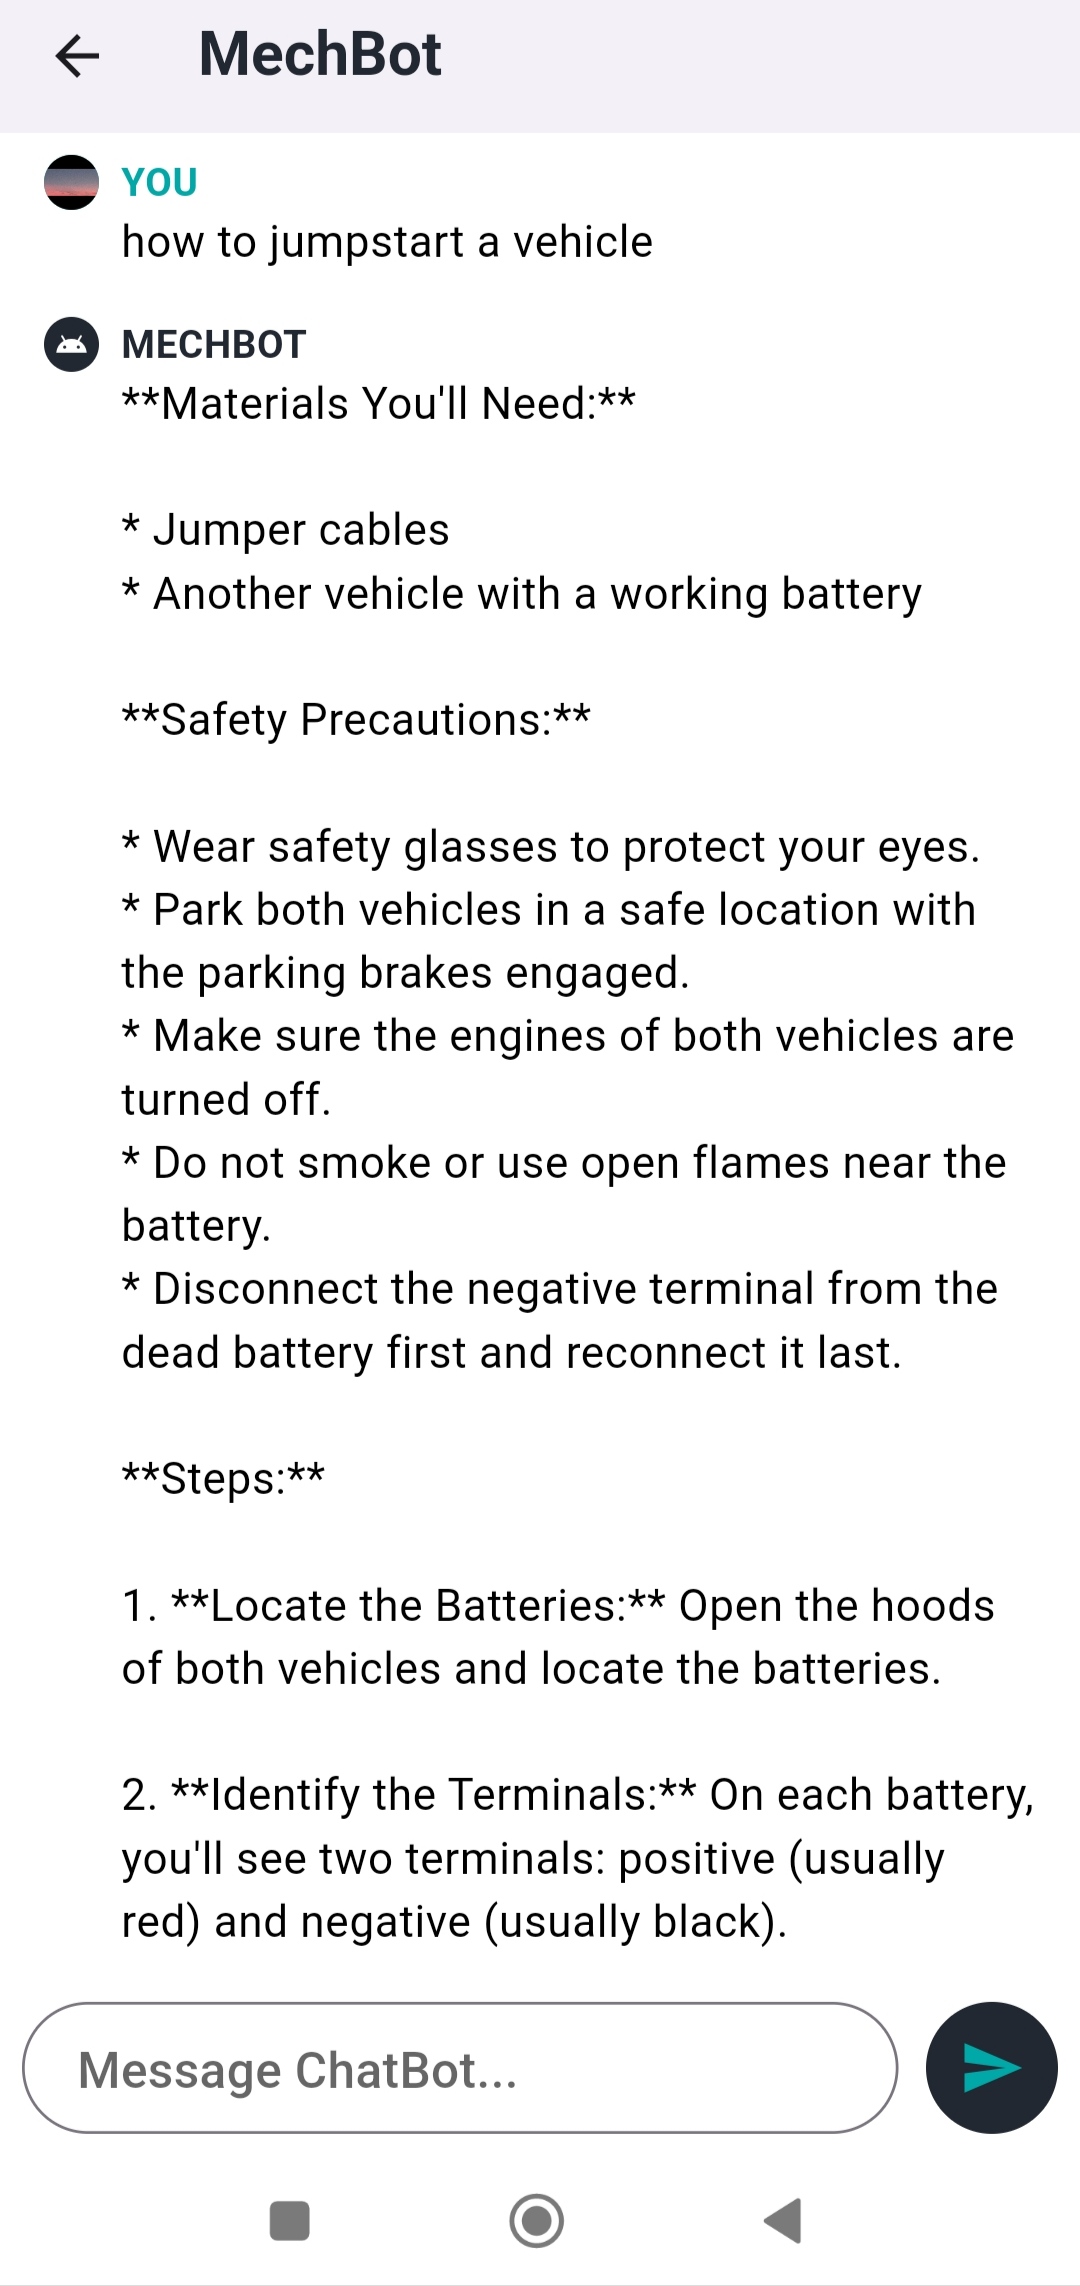 MechBot
YOU
how to jumpstart a vehicle
MECHBOT
**Materials You'll Need:**
* Jumper cables
* Another vehicle with a working battery
**Safety Precautions:**
* Wear safety glasses to protect your eyes.
* Park both vehicles in a safe location with
the parking brakes engaged.
* Make sure the engines of both vehicles are
turned off.
* Do not smoke or use open flames near the
battery.
* Disconnect the negative terminal from the
dead battery first and reconnect it last.
**Steps:**
1. **Locate the Batteries:** Open the hoods
of both vehicles and locate the batteries.
2. **Identify the Terminals:** On each battery,
you'll see two terminals: positive (usually
red) and negative (usually black).
Message ChatBot...